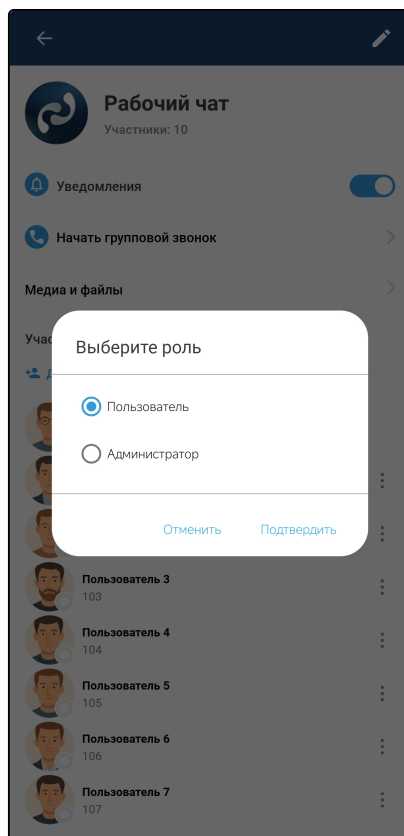 Рабочий чат
Участники: 10
Уведомления
Начать групповой звонок
Медиа и файлы
Учас
Выберите роль
Пользователь
Администратор
Отменить Подтвердить
Пользователь 3
103
Пользователь 4
104
Пользователь 5
105
Пользователь 6
106
Пользователь 7
107